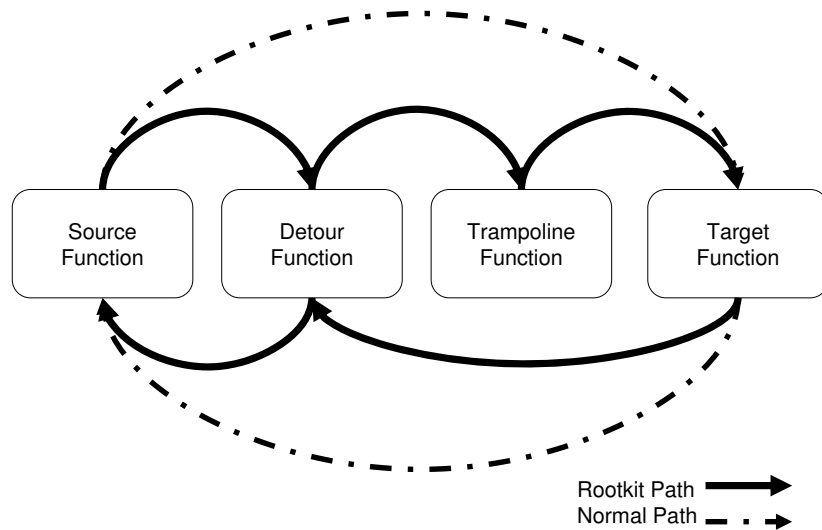 Source
Function
Detour
Function
Trampoline
Function
Target
Function
Rootkit Path
Normal Path